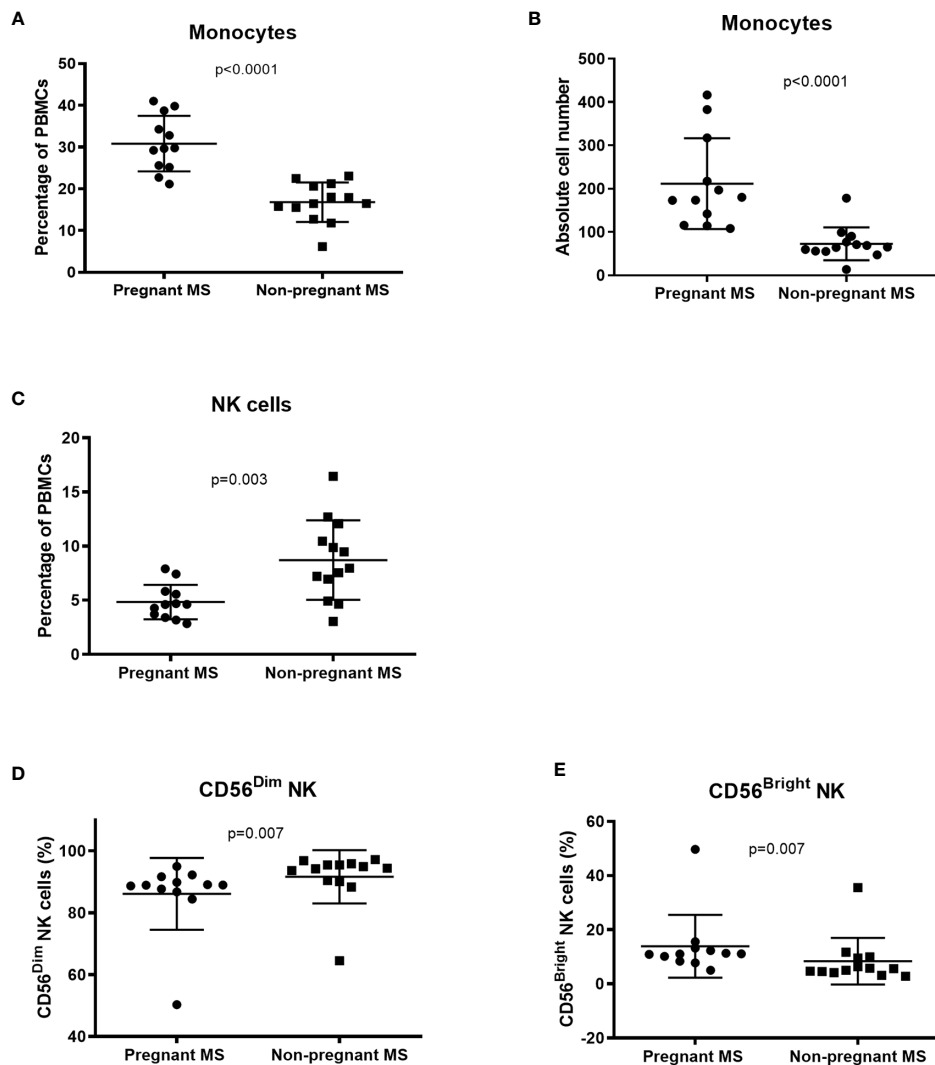 A
Monocytes
p<0.0001
Percentage of PBMCs
50
40
30
20
10
0
Pregnant MS
Non-pregnant MS
B
Monocytes
p<0.0001
Absolute cell number
500
400
300
200
100
0
Pregnant MS
Non-pregnant MS
C
NK cells
p=0.003
Percentage of PBMCs
20
15
10
5
0
Pregnant MS
Non-pregnant MS
D
CD56Dim NK
p=0.007
CD56Dim NK cells (%)
100
80
60
40
Pregnant MS
Non-pregnant MS
E
CD56Bright NK
p=0.007
CD56Bright NK cells (%)
60
40
20
0
-20
Pregnant MS
Non-pregnant MS